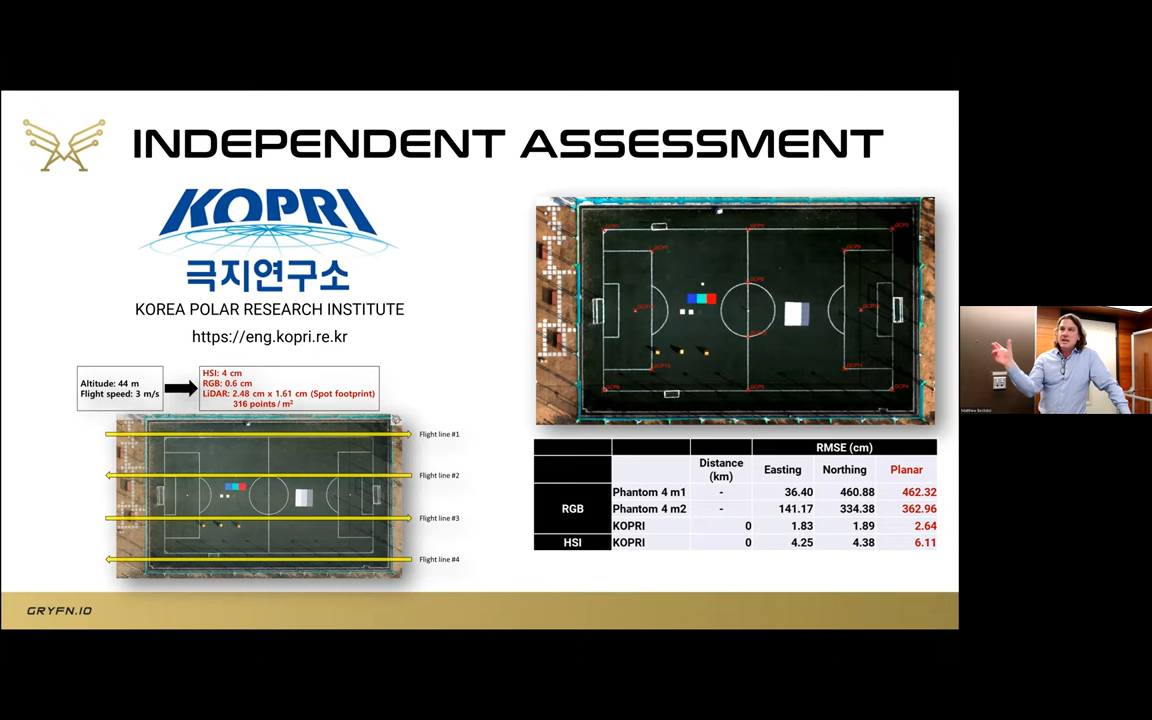 INDEPENDENT ASSESSMENT
KOPRI
극지연구소
KOREA POLAR RESEARCH INSTITUTE
https://eng.kopri.re.kr
Altitude: 44 m
Flight speed: 3 m/s
HSI: 4 cm
RGB: 0.6 cm
LiDAR: 2.48 cm x 1.61 cm (Spot footprint)
316 points / m²
Flight line #1
Flight line #2
Flight line #3
Flight line #4
RMSE (cm)
Distance (km) Easting Northing Planar
RGB Phantom 4 m1 - 36.40 460.88 462.32
Phantom 4 m2 - 141.17 334.38 362.96
KOPRI 0 1.83 1.89 2.64
HSI KOPRI 0 4.25 4.38 6.11
GRYFN.IO